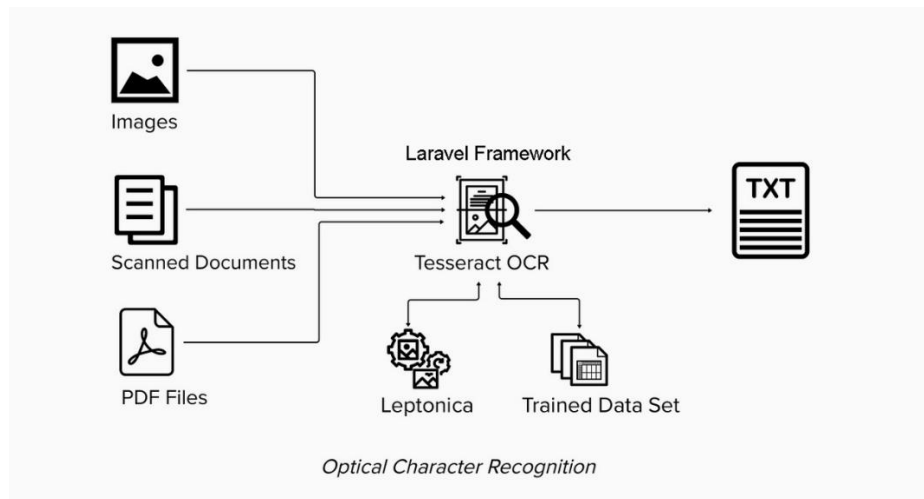 Images
Laravel Framework
TXT
Scanned Documents
Tesseract OCR
PDF Files
Leptonica
Trained Data Set
Optical Character Recognition